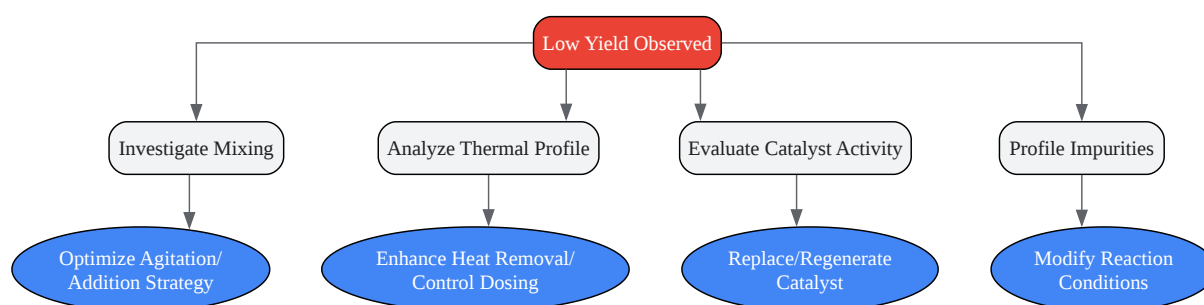 Low Yield Observed
Investigate Mixing
Analyze Thermal Profile
Evaluate Catalyst Activity
Profile Impurities
Optimize Agitation/
Addition Strategy
Enhance Heat Removal/
Control Dosing
Replace/Regenerate
Catalyst
Modify Reaction
Conditions